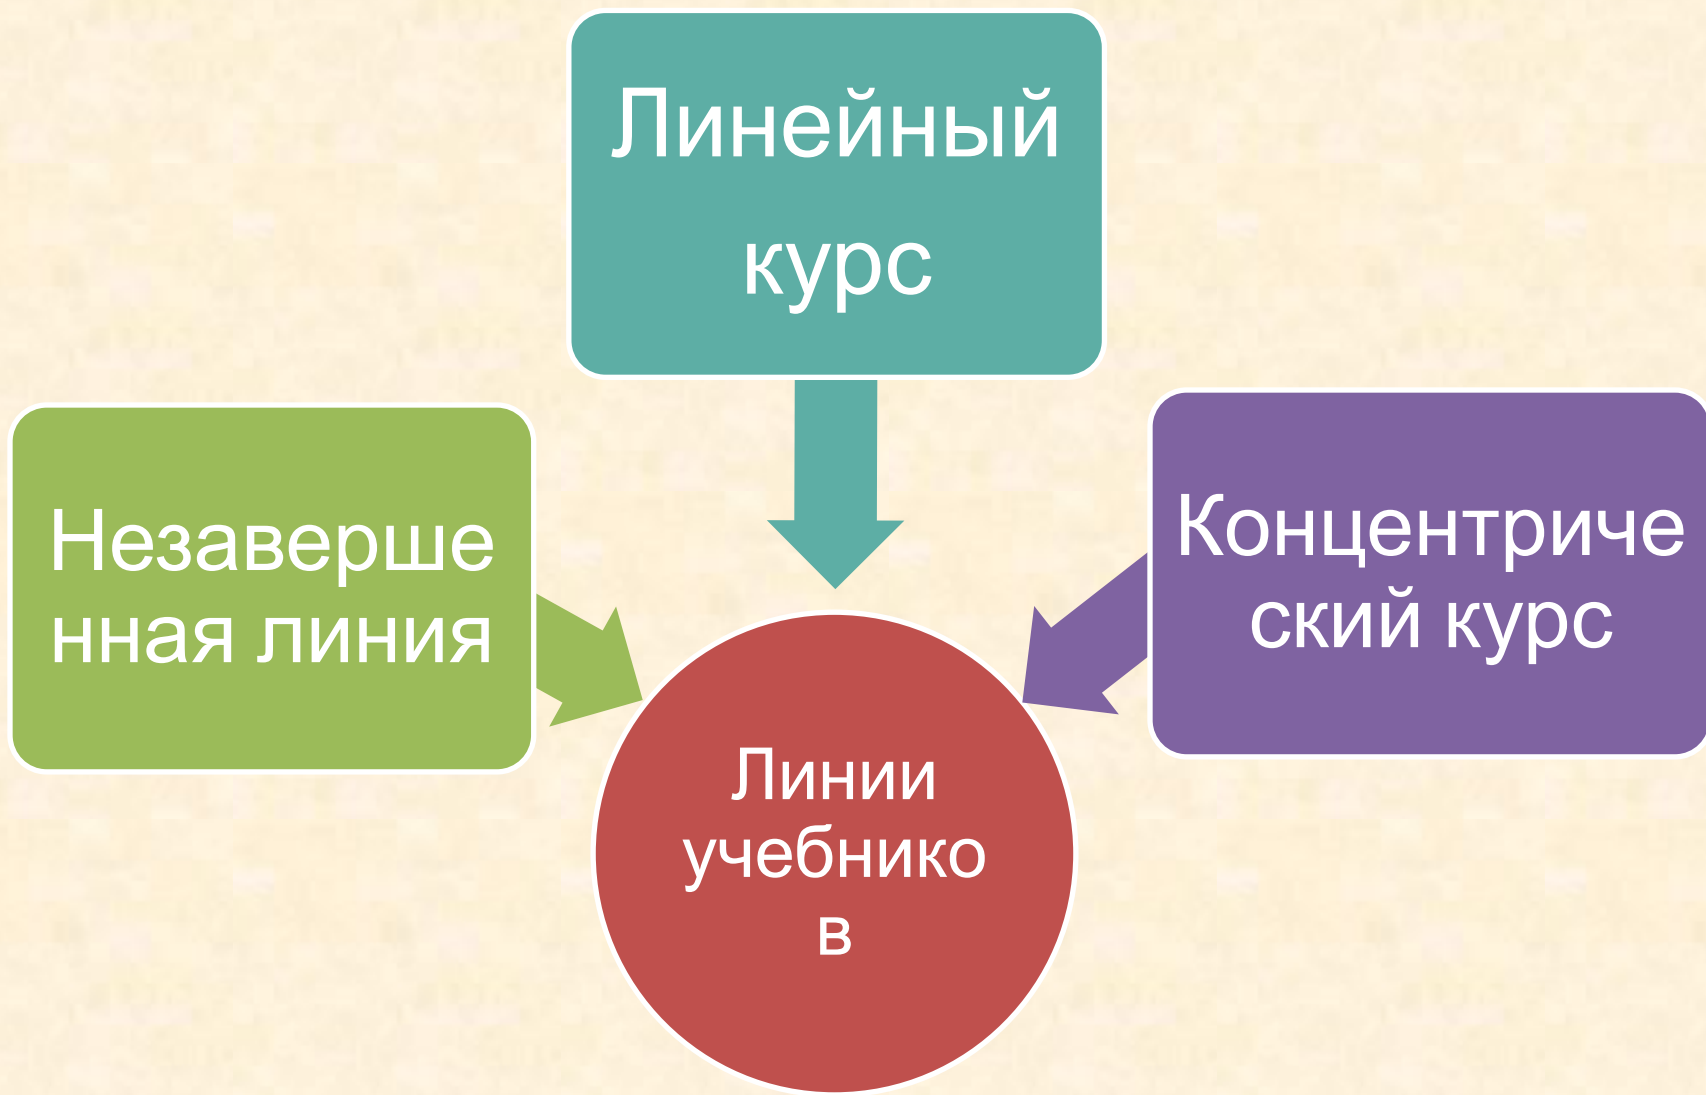 Линейный
курс
Незаверше
нная линия
Концентриче
ский курс
Линии
учебнико
в